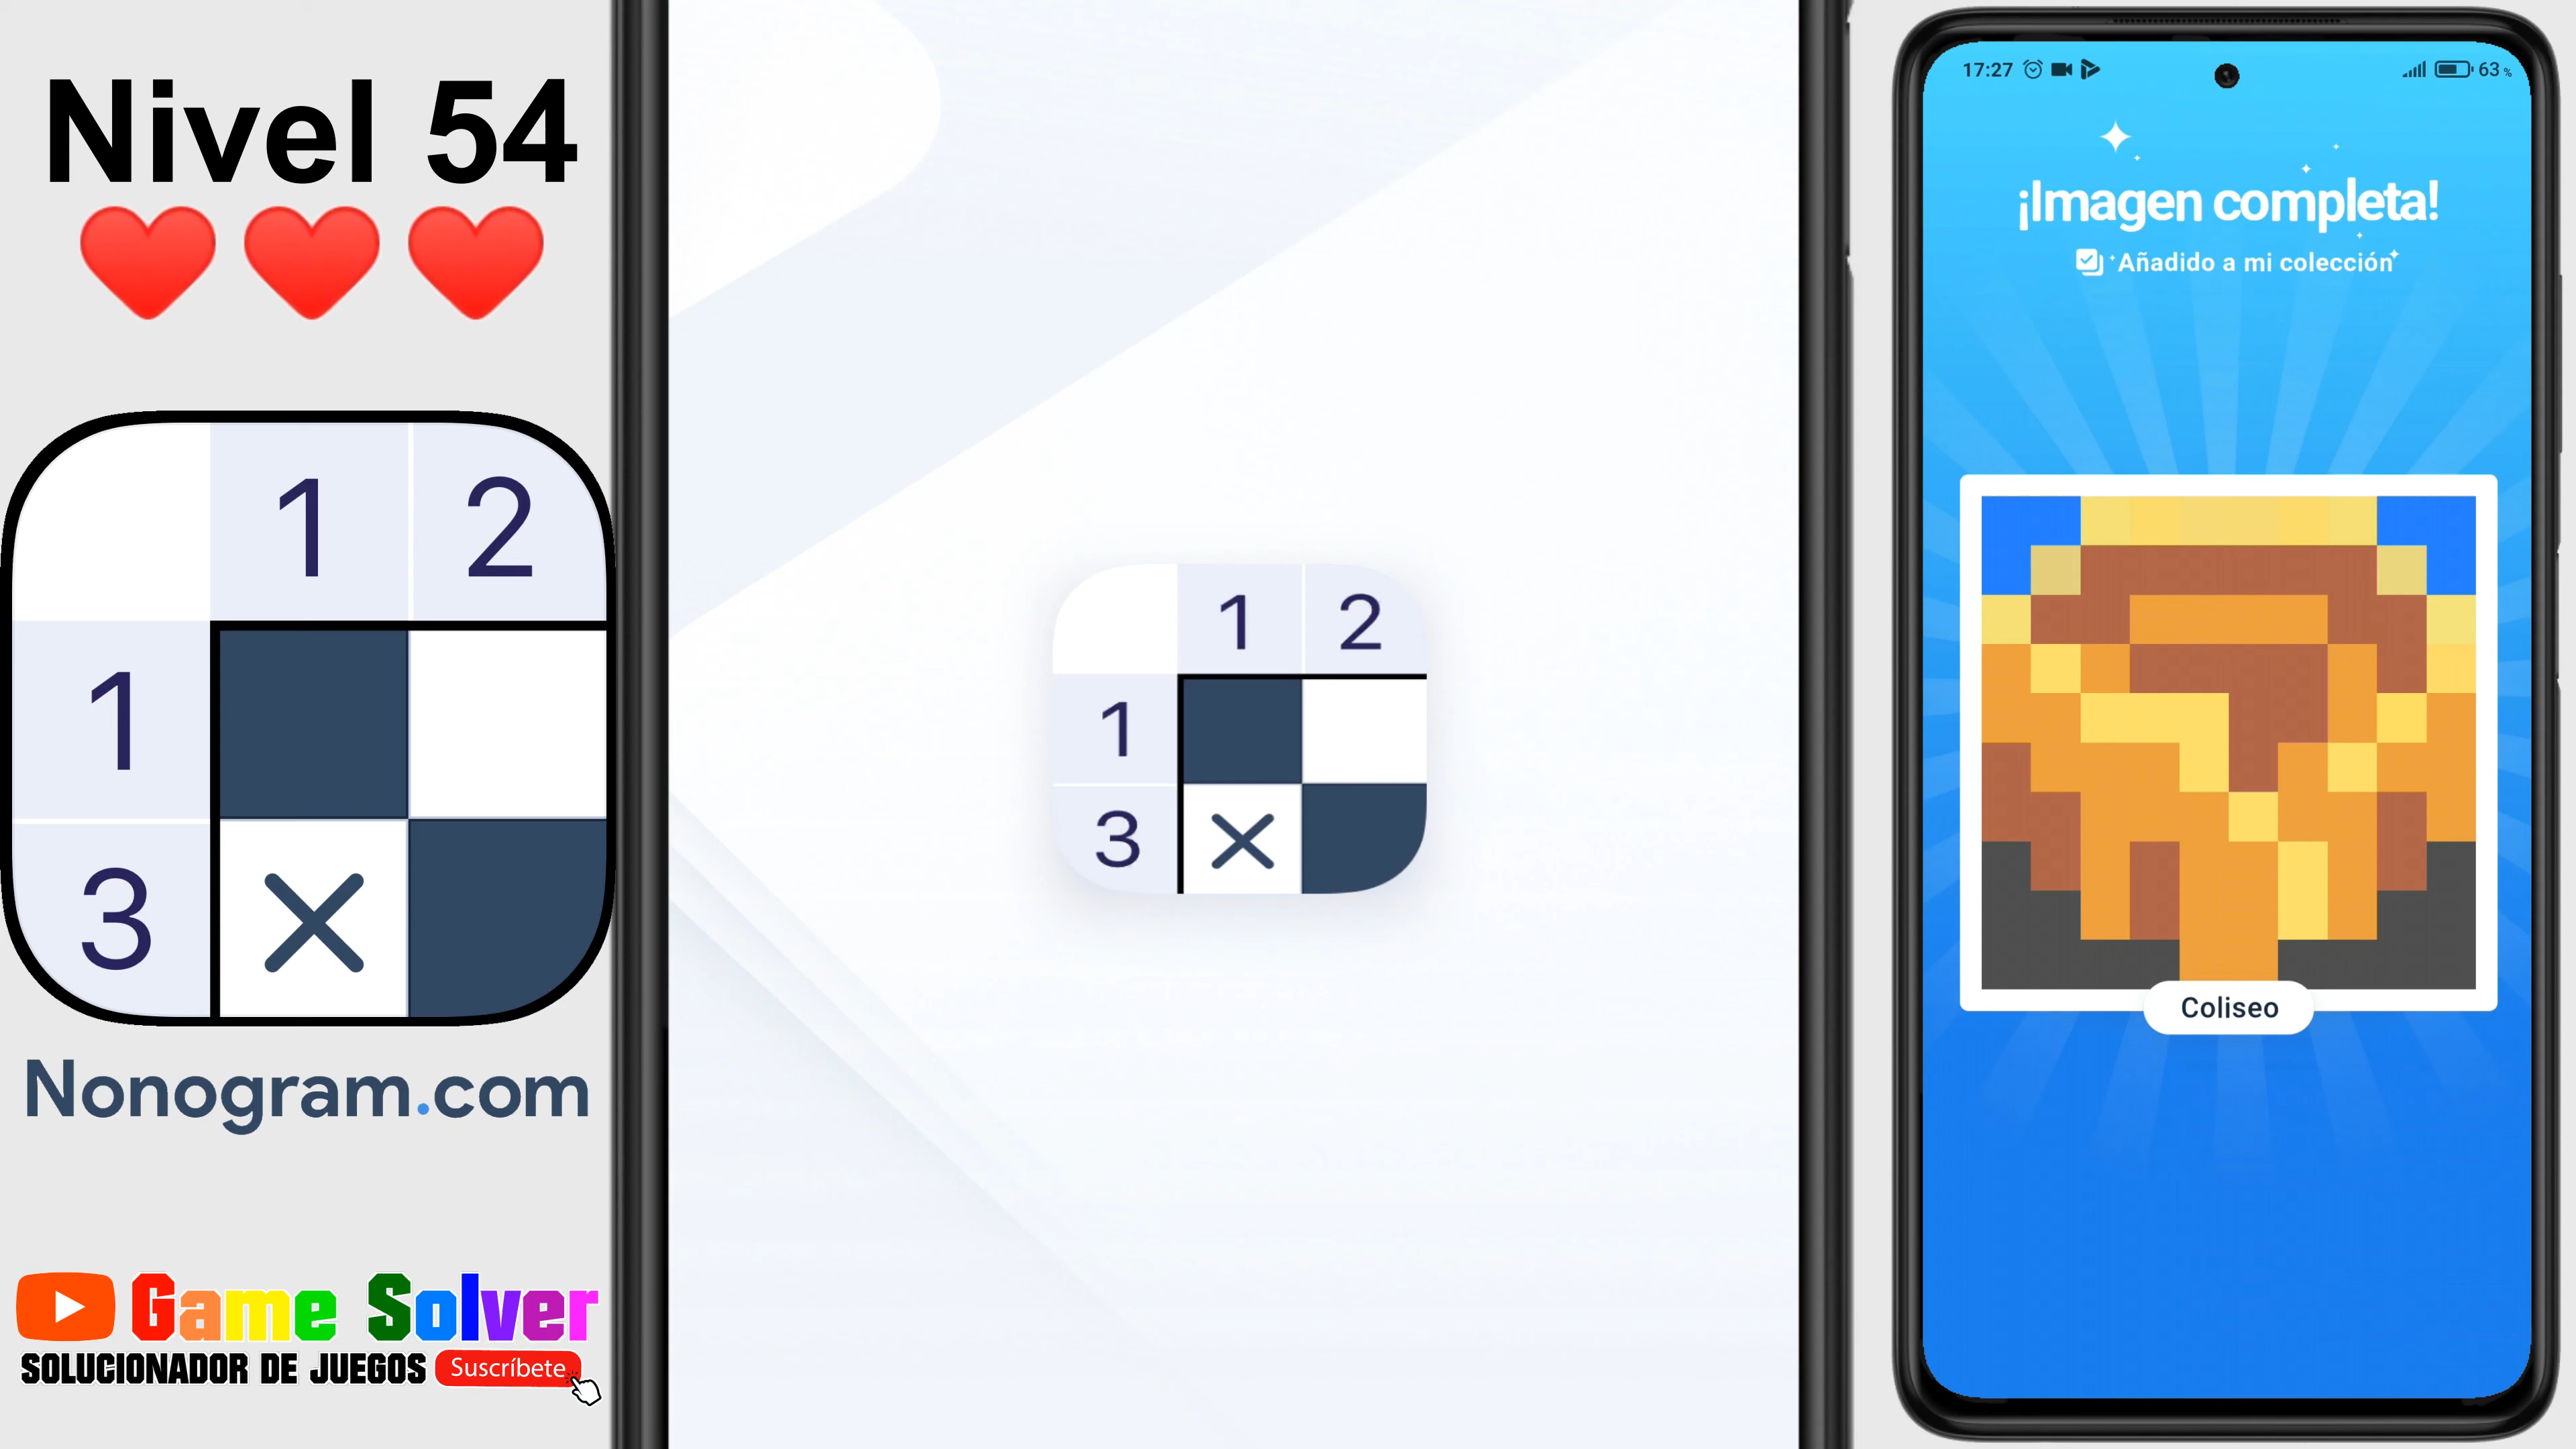 Nivel 54
1 2
1
3
Nonogram.com
Game Solver
SOLUCIONADOR DE JUEGOS Suscríbete
1 2
1
3
17:27 63 %
¡Imagen completa!
Añadido a mi colección
Coliseo